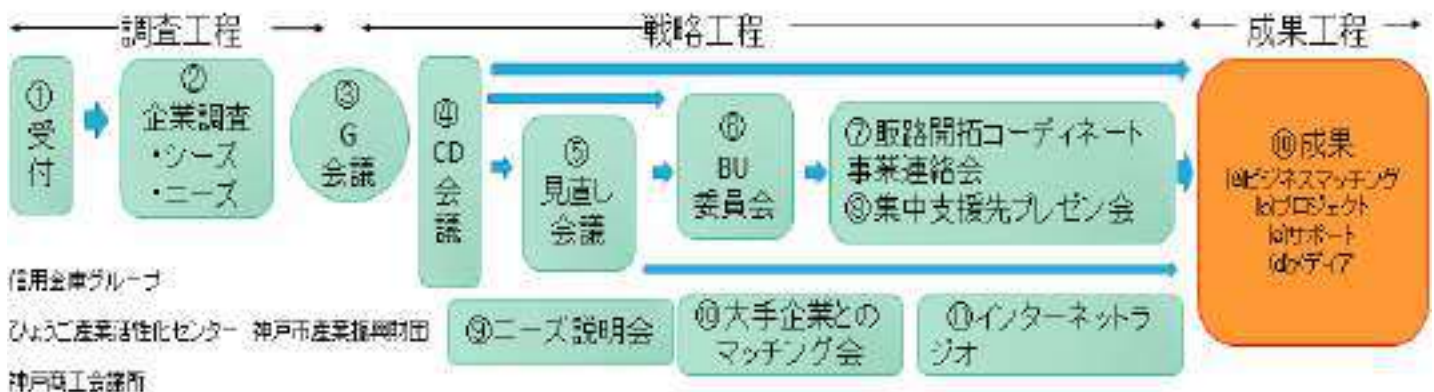 調査工程
戦略工程
成果工程
①
受
付
②
企業調査
・シーズ
・ニーズ
③
G
会議
④
CD
会
議
⑤
見直し
会議
⑥
BU
委員会
⑦販路開拓コーディネート
事業連絡会
⑧集中支援先プレゼン会
⑩成果
(a)ビジネスマッチング
(b)プロジェクト
(c)サポート
(d)メディア
信用金庫グループ
ひょうご産業活性化センター 神戸市産業振興財団
神戸商工会議所
⑨ニーズ説明会
⑩大手企業との
マッチング会
⑪インターネットラ
ジオ